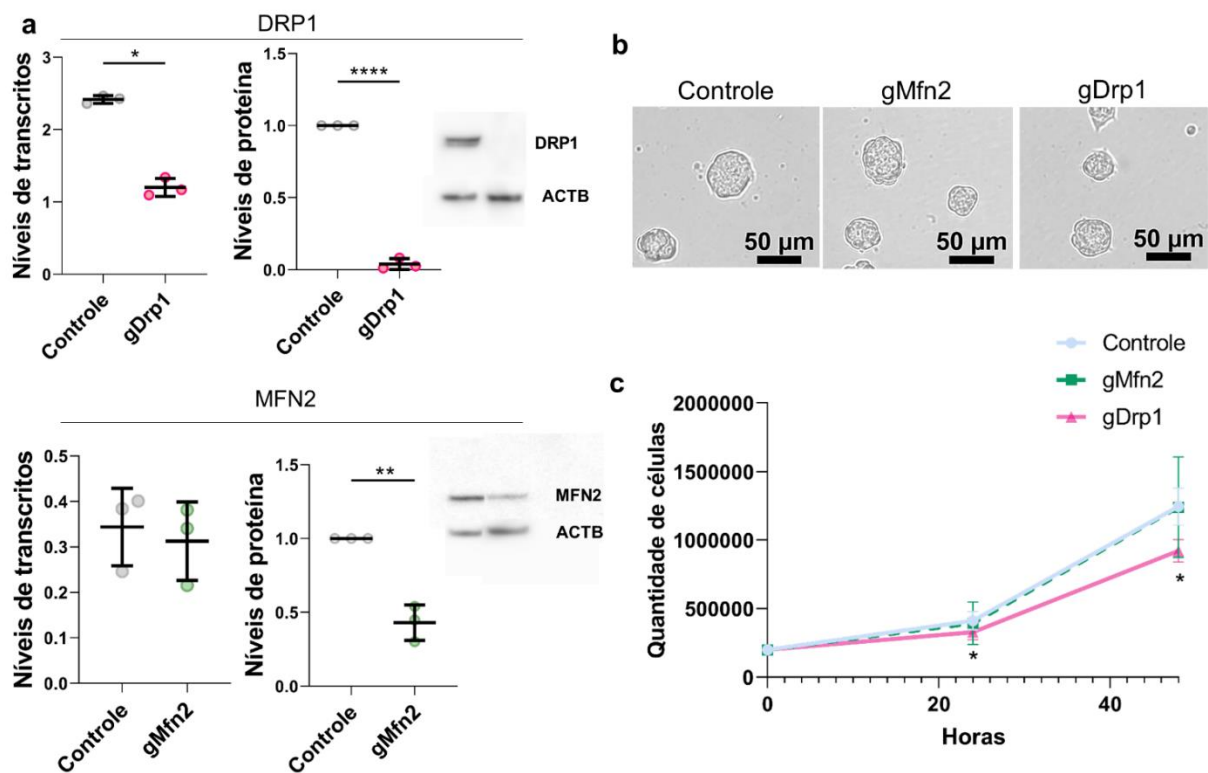 a
DRP1
Níveis de transcritos
3
2
1
0
*
Controle
gDrp1
Níveis de proteína
1.5
1.0
0.5
0.0
****
Controle
gDrp1
DRP1
ACTB
MFN2
Níveis de transcritos
0.5
0.4
0.3
0.2
0.1
0.0
Controle
gMfn2
Níveis de proteína
1.5
1.0
0.5
0.0
**
Controle
gMfn2
MFN2
ACTB
b
Controle
gMfn2
gDrp1
50 µm
50 µm
50 µm
c
Controle
gMfn2
gDrp1
Quantidade de células
2000000
1500000
1000000
500000
0
*
*
0
20
40
Horas